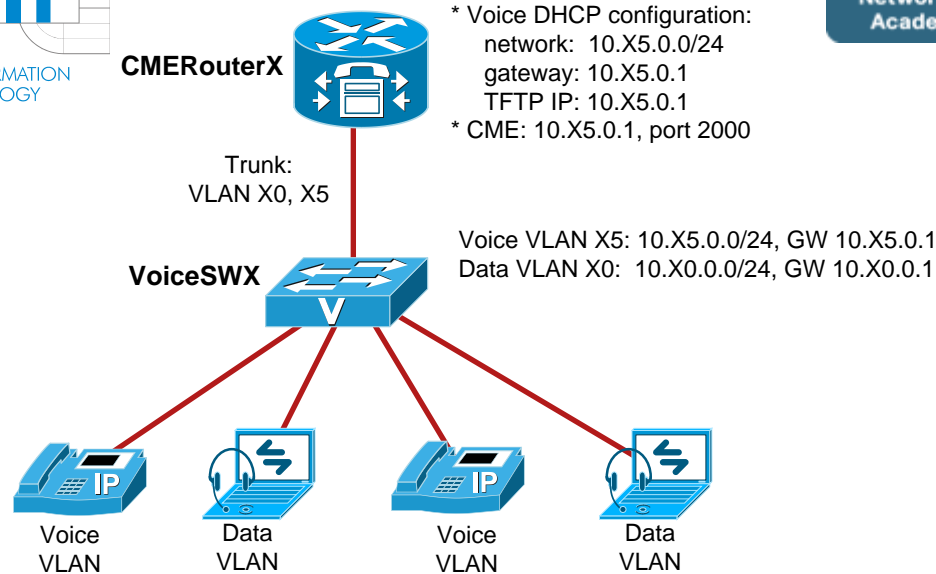 * Voice DHCP configuration:
network: 10.X5.0.0/24
gateway: 10.X5.0.1
TFTP IP: 10.X5.0.1
* CME: 10.X5.0.1, port 2000
Acade
CMERouterX
OGY
Trunk:
VLAN X0, X5
Voice VLAN X5: 10.X5.0.0/24, GW 10.X5.0.1
Data VLAN X0: 10.X0.0.0/24, GW 10.X0.0.1
VoiceSWX
V
IP
IP
Voice
VLAN
Data
VLAN
Voice
VLAN
Data
VLAN